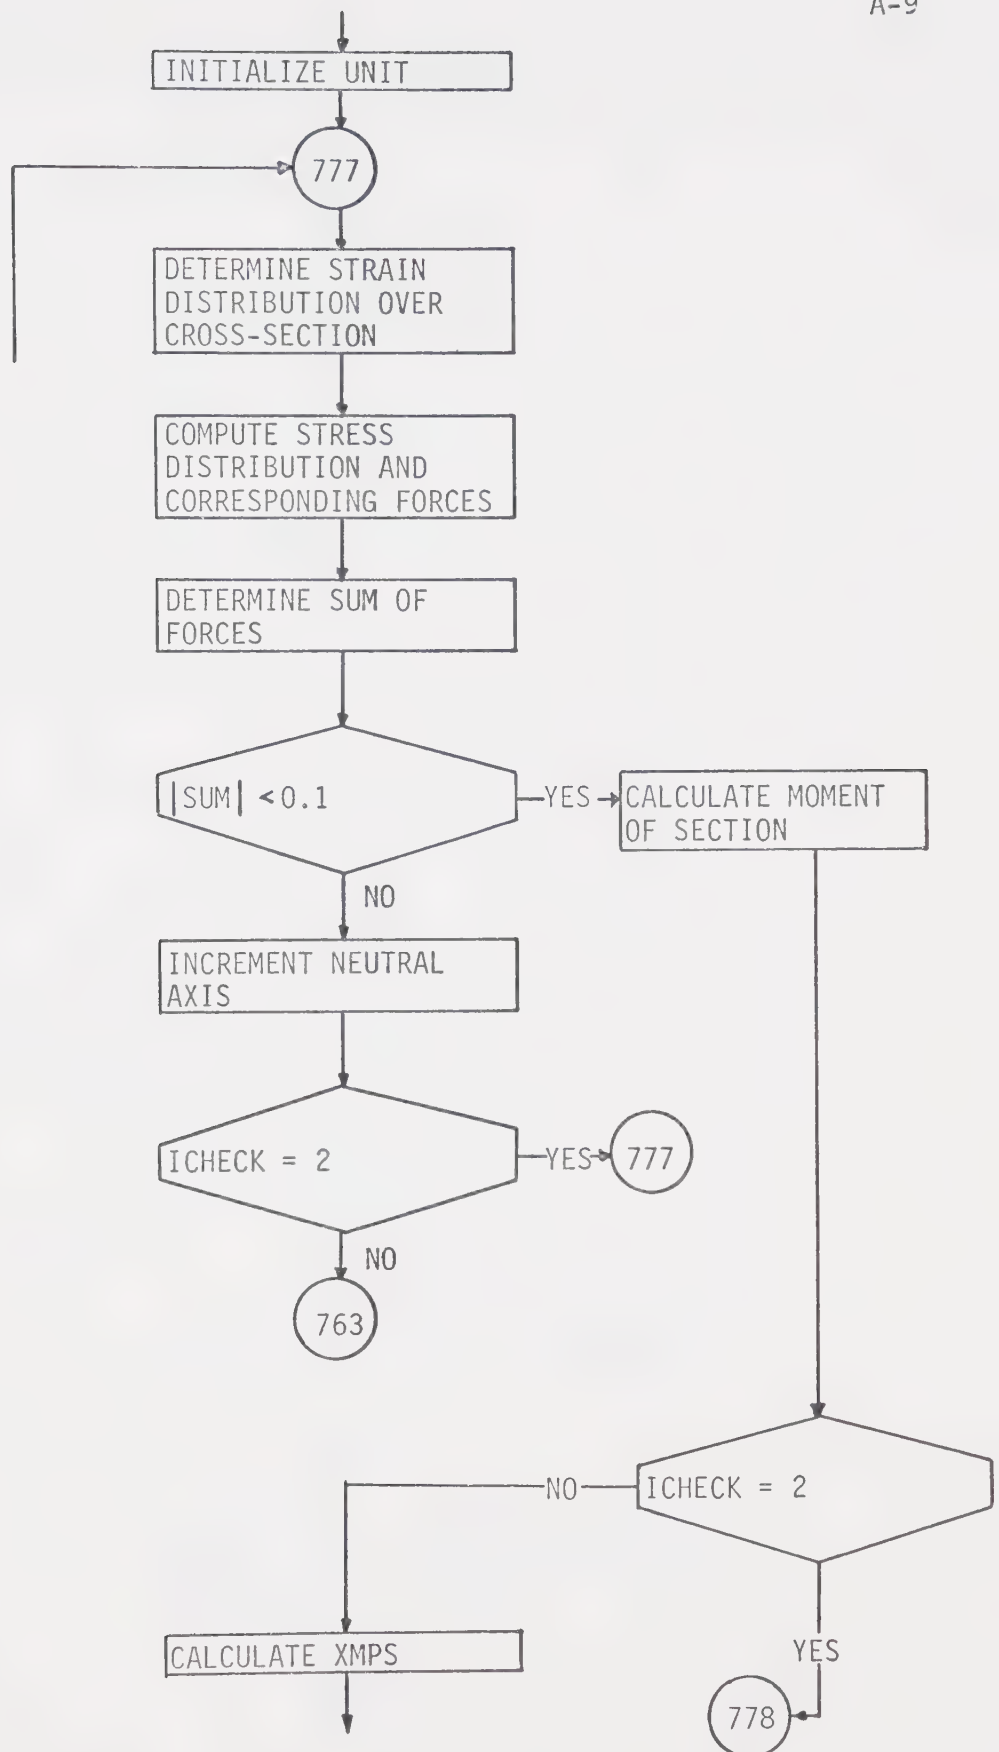 A-9
INITIALIZE UNIT
777
DETERMINE STRAIN
DISTRIBUTION OVER
CROSS-SECTION
COMPUTE STRESS
DISTRIBUTION AND
CORRESPONDING FORCES
DETERMINE SUM OF
FORCES
|SUM| <0.1
YES
CALCULATE MOMENT
OF SECTION
NO
INCREMENT NEUTRAL
AXIS
ICHECK = 2
YES
777
NO
763
ICHECK = 2
NO
CALCULATE XMPS
YES
778